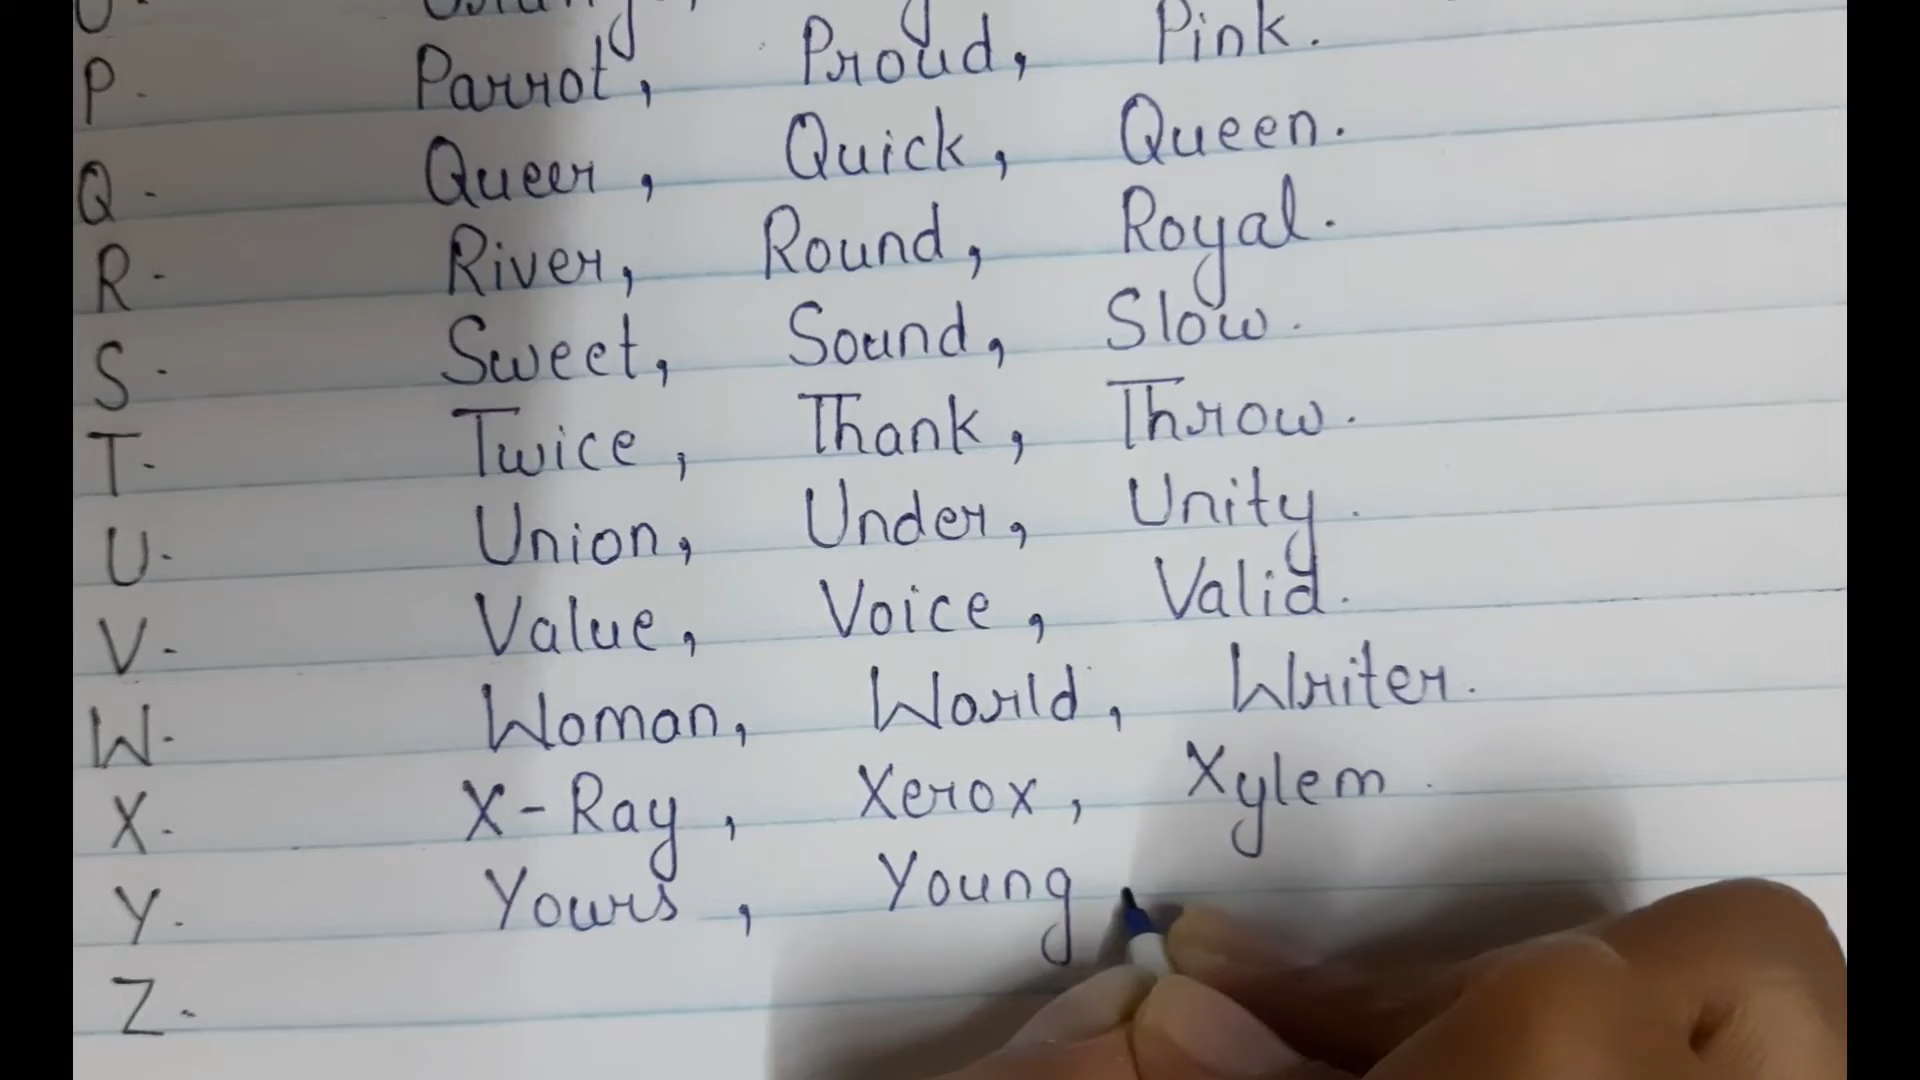 P. Parrot, Proud, Pink.
Q. Queer, Quick, Queen.
R. River, Round, Royal.
S. Sweet, Sound, Slow.
T. Twice, Thank, Throw.
U. Union, Under, Unity.
V. Value, Voice, Valid.
W. Woman, World, Writer.
X. X-Ray, Xerox, Xylem.
Y. Yours, Young
Z.